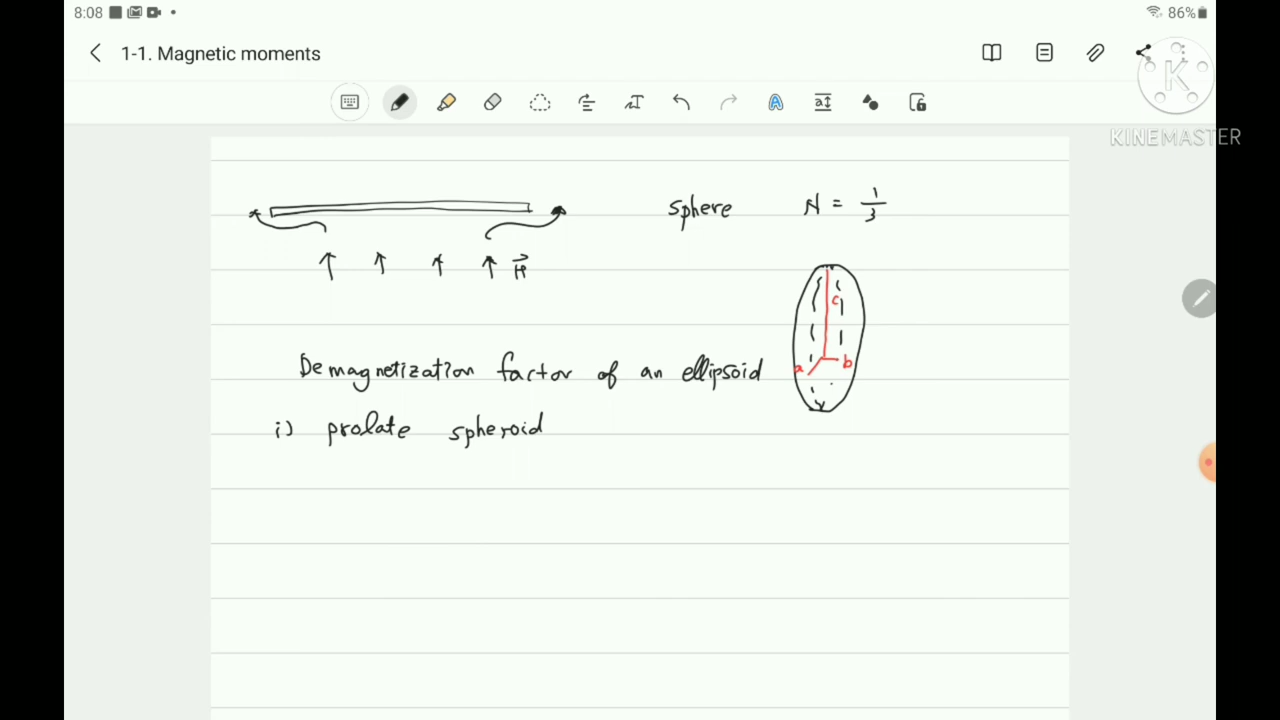 8:08
86%
1-1. Magnetic moments
KINEMASTER
sphere N = 1/3
H
c
a b
Demagnetization factor of an ellipsoid
i) prolate spheroid